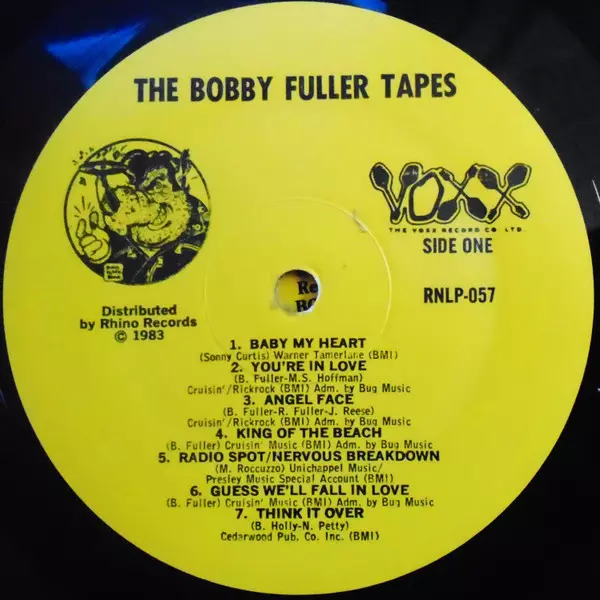 THE BOBBY FULLER TAPES
VOXX
THE VOXX RECORD CO LTD.
SIDE ONE
Distributed
by Rhino Records
© 1983
RNLP-057
Re
1. BABY MY HEART
(Sonny Curtis) Warner Tamerlane (BMI)
2. YOU'RE IN LOVE
(B. Fuller-M.S. Hoffman)
Cruisin'/Rickrock (BMI) Adm. by Bug Music
3. ANGEL FACE
(B. Fuller-R. Fuller-J. Reese)
Cruisin'/Rickrock (BMI) Adm. by Bug Music
4. KING OF THE BEACH
(B. Fuller) Cruisin' Music (BMI) Adm. by Bug Music
5. RADIO SPOT/NERVOUS BREAKDOWN
(M. Roccuzzo) Unichappel Music/
Presley Music Special Account (BMI)
6. GUESS WE'LL FALL IN LOVE
(B. Fuller) Cruisin' Music (BMI) Adm. by Bug Music
7. THINK IT OVER
(B. Holly-N. Petty)
Cedarwood Pub. Co. Inc. (BMI)